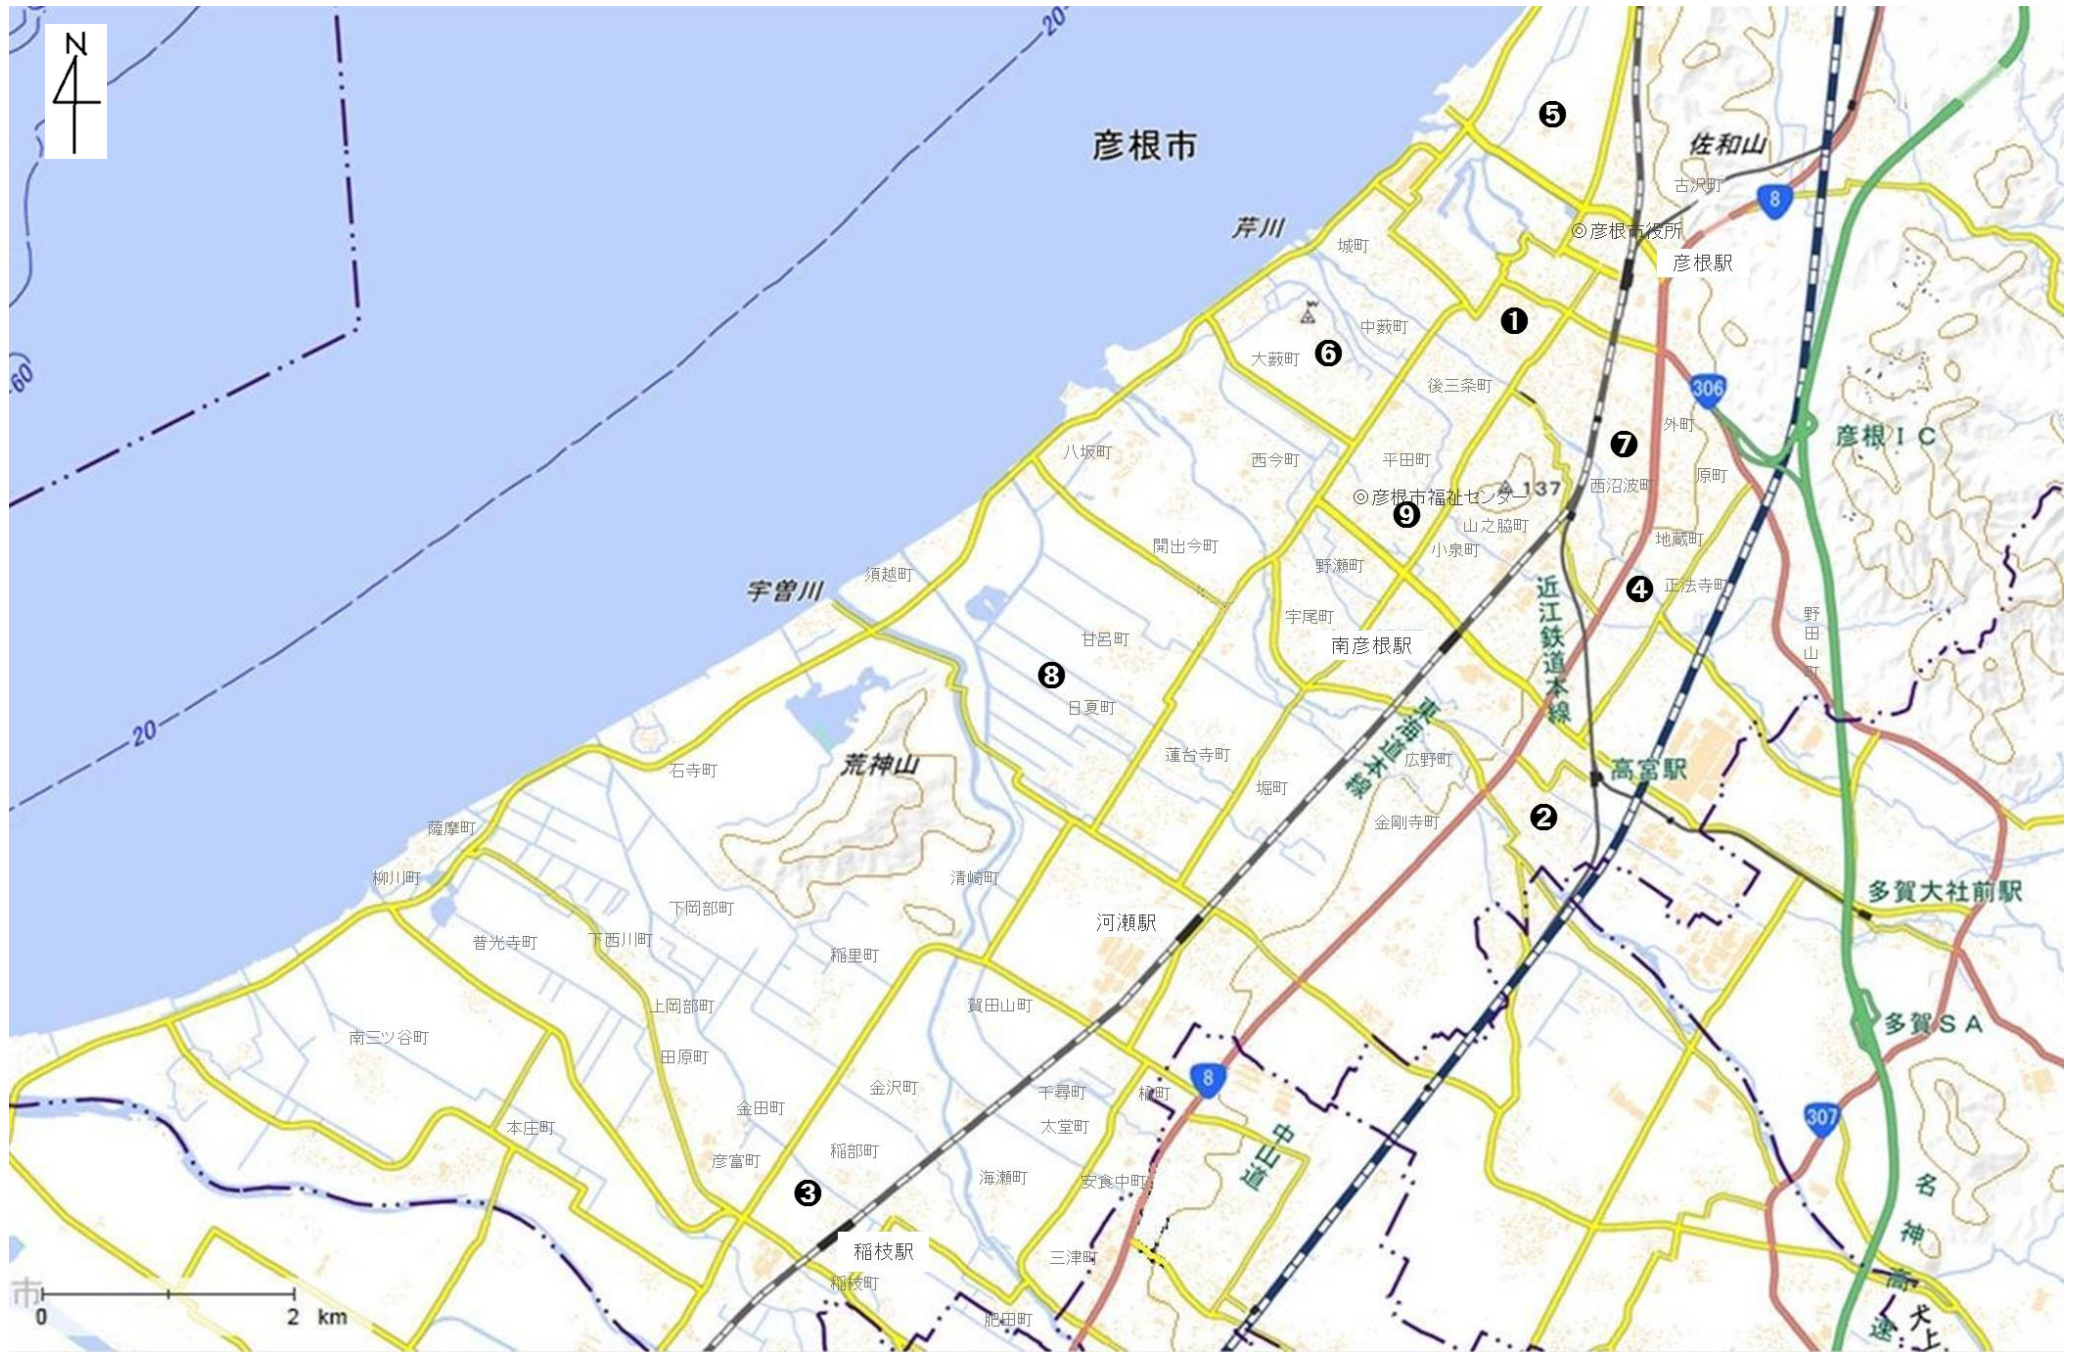 N
20
60
20
彦根市
❺
佐和山
古沢町
8
◎彦根市役所
彦根駅
芹川
城町
❶
中薮町
大藪町
❻
後三条町
306
外町
❼
彦根ＩＣ
八坂町
西今町
平田町
137
西沼波町
原町
◎彦根市福祉センター
❾
山之脇町
小泉町
地蔵町
開出今町
野瀬町
須越町
宇曽川
❹
正法寺町
近江鉄道本線
宇尾町
野田山町
南彦根駅
甘呂町
❽
日夏町
東海道本線
蓮台寺町
広野町
荒神山
石寺町
高宮駅
堀町
❷
金剛寺町
薩摩町
柳川町
清崎町
多賀大社前駅
下岡部町
河瀬駅
普光寺町
下西川町
稲里町
上岡部町
賀田山町
多賀ＳＡ
南三ツ谷町
田原町
8
金沢町
千尋町
楡町
金田町
307
本庄町
太堂町
中山道
稲部町
彦富町
海瀬町
安食中町
❸
名神高速
稲枝駅
三津町
稲枝町
肥田町
犬上
市
0 2 km